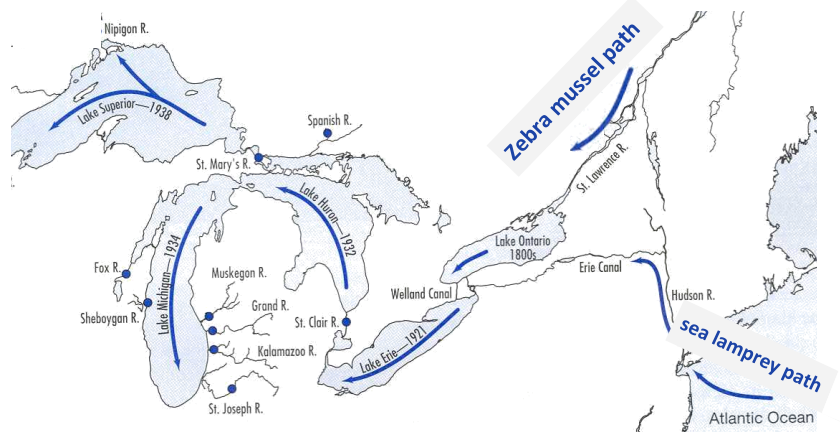 Nipigon R.
Zebra mussel path
Lake Superior—1938
Spanish R.
St. Mary's R.
St. Lawrence R.
Lake Huron—1932
Lake Michigan—1934
Lake Ontario
1800s
Fox R.
Muskegon R.
Erie Canal
Welland Canal
Hudson R.
Sheboygan R.
Grand R.
St. Clair R.
sea lamprey path
Kalamazoo R.
Lake Erie—1921
St. Joseph R.
Atlantic Ocean